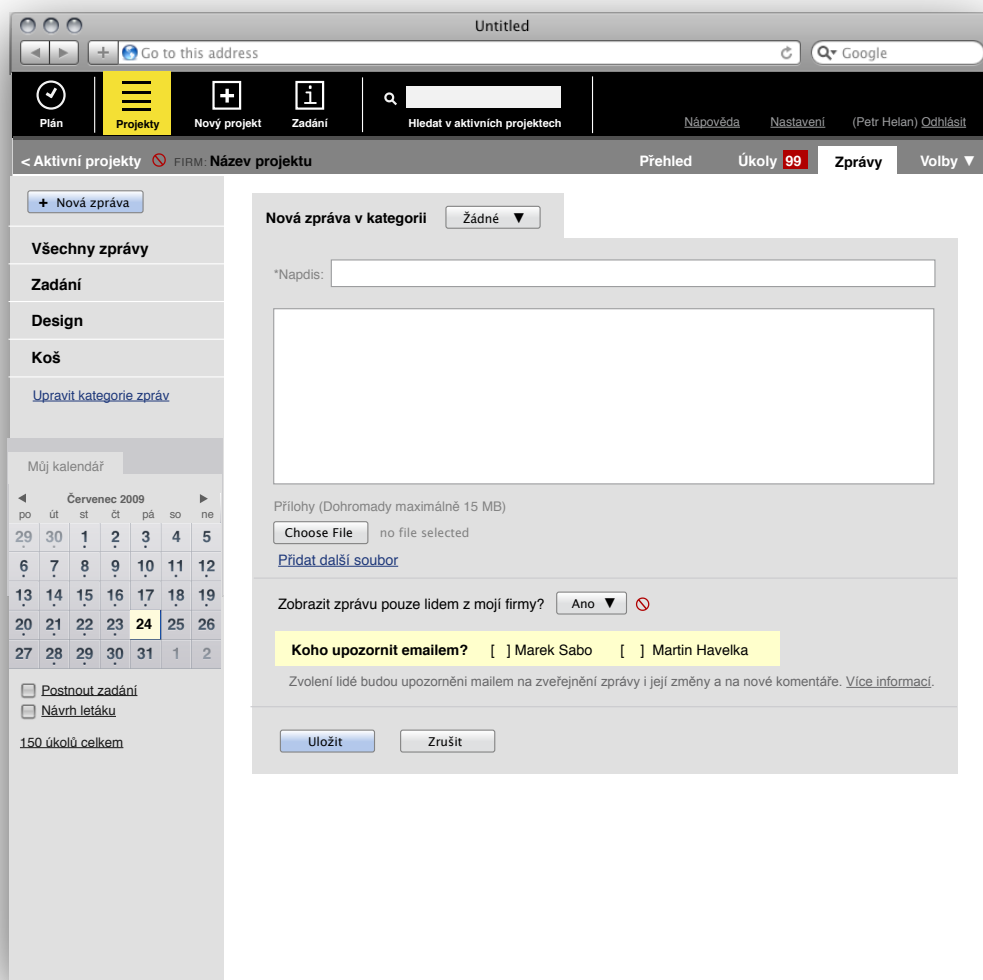 Untitled
Go to this address
Google
Plán
Projekty
Nový projekt
Zadání
Hledat v aktivních projektech
Nápověda Nastavení (Petr Helan) Odhlásit
< Aktivní projekty FIRM: Název projektu
Přehled Úkoly 99 Zprávy Volby ▼
+ Nová zpráva
Všechny zprávy
Zadání
Design
Koš
Upravit kategorie zpráv
Můj kalendář
Červenec 2009
po út st čt pá so ne
29 30 1 2 3 4 5
6 7 8 9 10 11 12
13 14 15 16 17 18 19
20 21 22 23 24 25 26
27 28 29 30 31 1 2
Postnout zadání
Návrh letáku
150 úkolů celkem
Nová zpráva v kategorii Žádné ▼
*Napdis:
Přílohy (Dohromady maximálně 15 MB)
Choose File no file selected
Přidat další soubor
Zobrazit zprávu pouze lidem z mojí firmy? Ano ▼
Koho upozornit emailem? [ ] Marek Sabo [ ] Martin Havelka
Zvolení lidé budou upozorněni mailem na zveřejnění zprávy i její změny a na nové komentáře. Více informací.
Uložit Zrušit